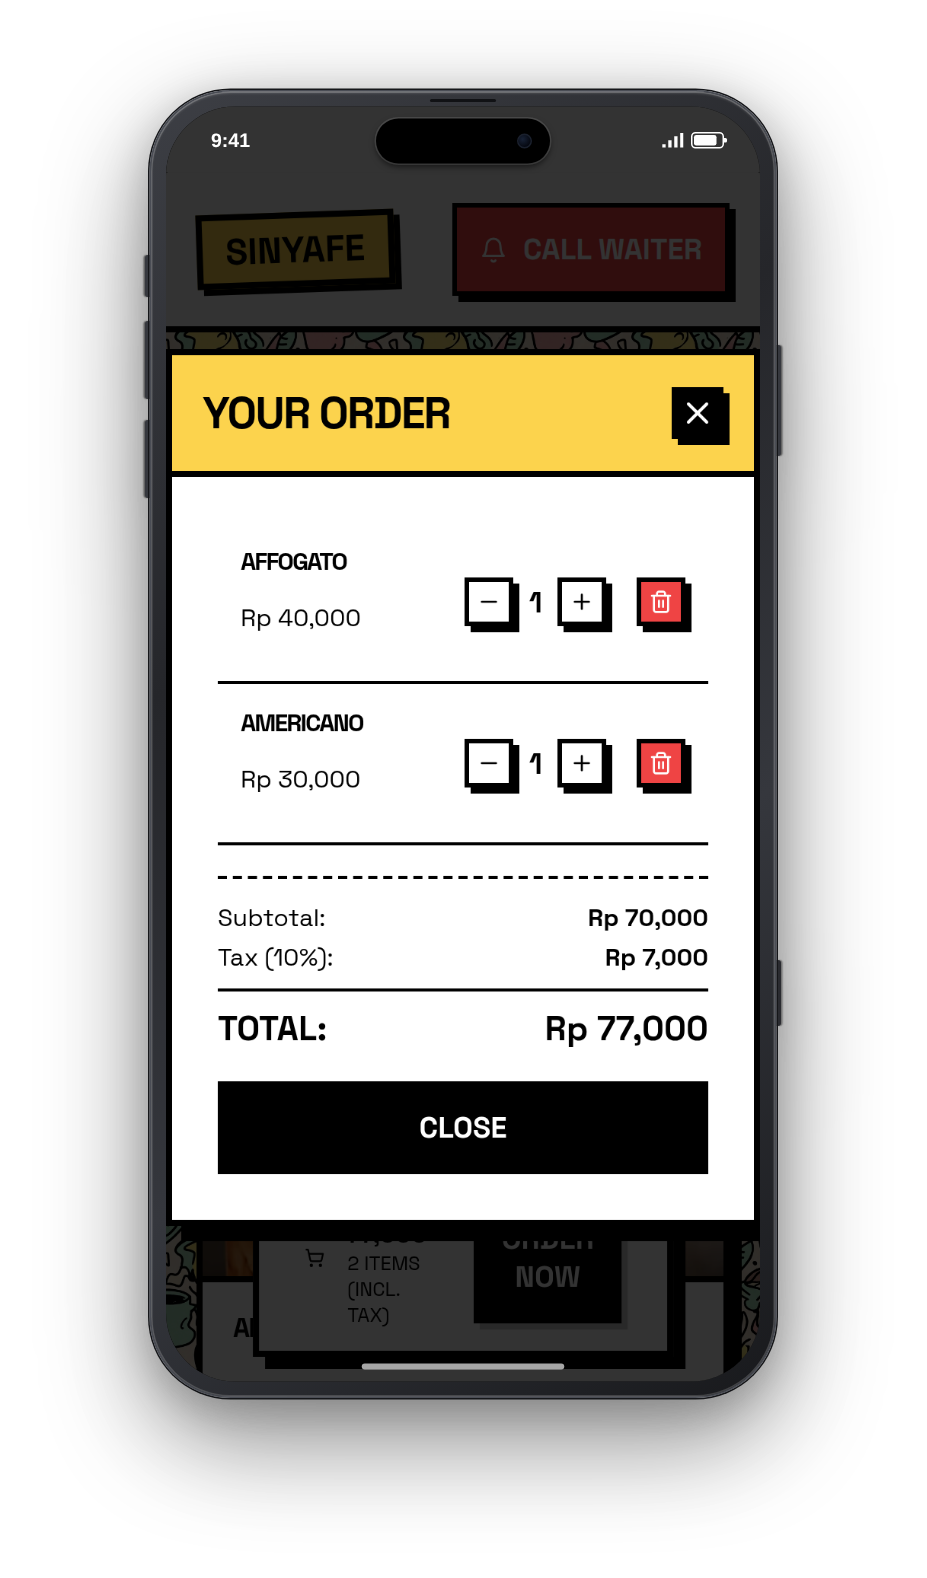 9:41
SINYAFE
CALL WAITER
YOUR ORDER
AFFOGATO
Rp 40,000
1
AMERICANO
Rp 30,000
1
Subtotal: Rp 70,000
Tax (10%): Rp 7,000
TOTAL: Rp 77,000
CLOSE
2 ITEMS
(INCL.
TAX)
ORDER
NOW